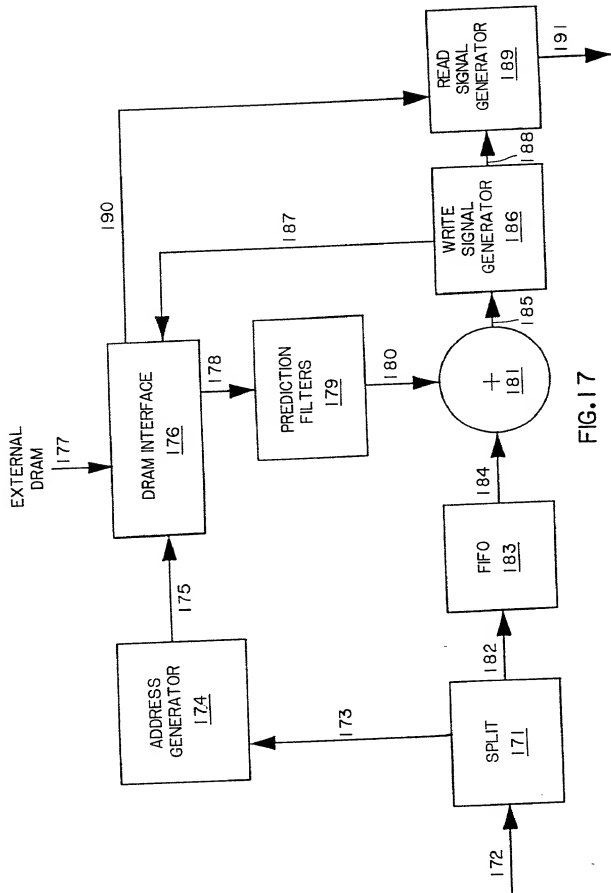 EXTERNAL
DRAM
177
190
DRAM INTERFACE
176
175
178
187
ADDRESS
GENERATOR
174
PREDICTION
FILTERS
179
180
173
172
SPLIT
171
182
FIFO
183
184
+
181
185
WRITE
SIGNAL
GENERATOR
186
188
READ
SIGNAL
GENERATOR
189
191
FIG.17